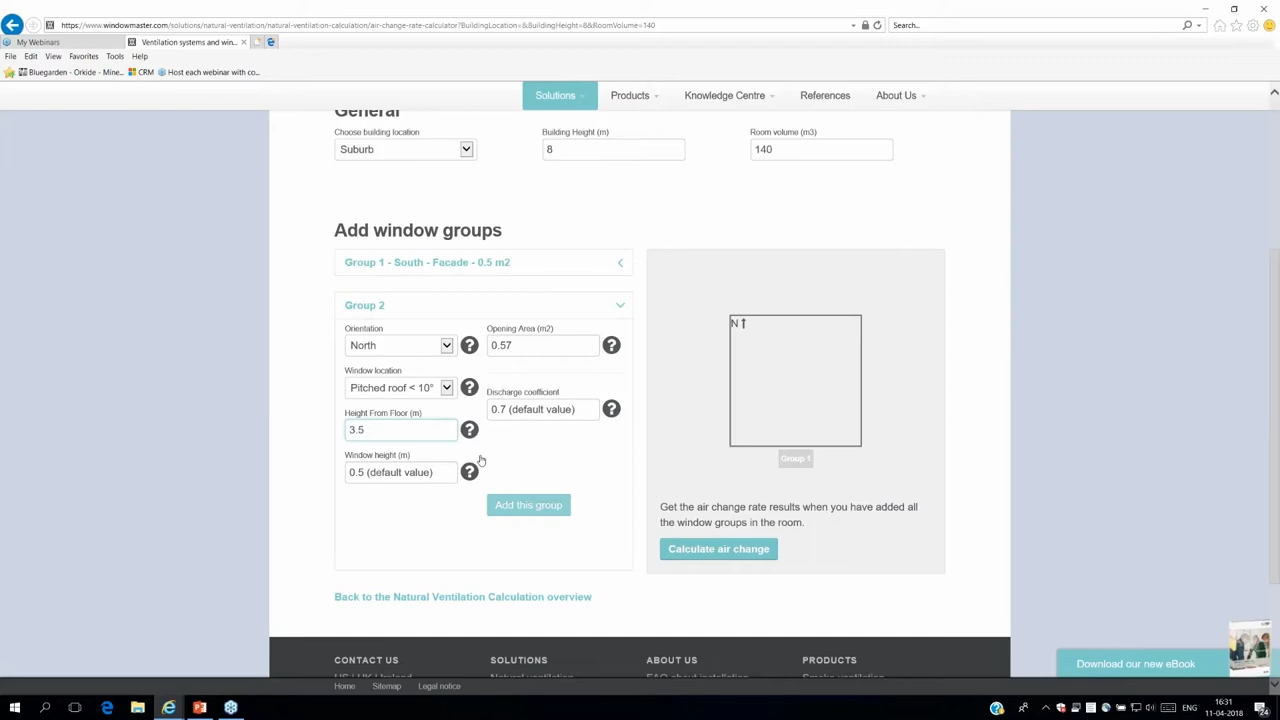 https://www.windowmaster.com/solutions/natural-ventilation/natural-ventilation-calculation/air-change-rate-calculator?BuildingLocation=&BuildingHeight=8&RoomVolume=140
Search...
My Webinars
Ventilation systems and win...
File Edit View Favorites Tools Help
Bluegarden - Orkide - Mine...
CRM
Host each webinar with co...
Solutions
Products
Knowledge Centre
References
About Us
General
Choose building location
Building Height (m)
Room volume (m3)
Suburb
8
140
Add window groups
Group 1 - South - Facade - 0.5 m2
Group 2
Orientation
Opening Area (m2)
North
0.57
Window location
Pitched roof < 10°
Discharge coefficient
0.7 (default value)
Height From Floor (m)
3.5
Window height (m)
0.5 (default value)
Add this group
N
Group 1
Get the air change rate results when you have added all
the window groups in the room.
Calculate air change
Back to the Natural Ventilation Calculation overview
CONTACT US
SOLUTIONS
ABOUT US
PRODUCTS
Download our new eBook
Home
Sitemap
Legal notice
ENG
16:31
11-04-2018
24